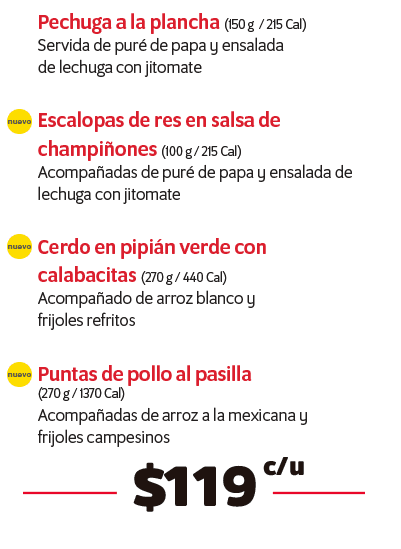 Pechuga a la plancha (150 g / 215 Cal)
Servida de puré de papa y ensalada
de lechuga con jitomate
nuevo Escalopas de res en salsa de
champiñones (100 g / 215 Cal)
Acompañadas de puré de papa y ensalada de
lechuga con jitomate
nuevo Cerdo en pipián verde con
calabacitas (270 g / 440 Cal)
Acompañado de arroz blanco y
frijoles refritos
nuevo Puntas de pollo al pasilla
(270 g / 1370 Cal)
Acompañadas de arroz a la mexicana y
frijoles campesinos
$119 c/u